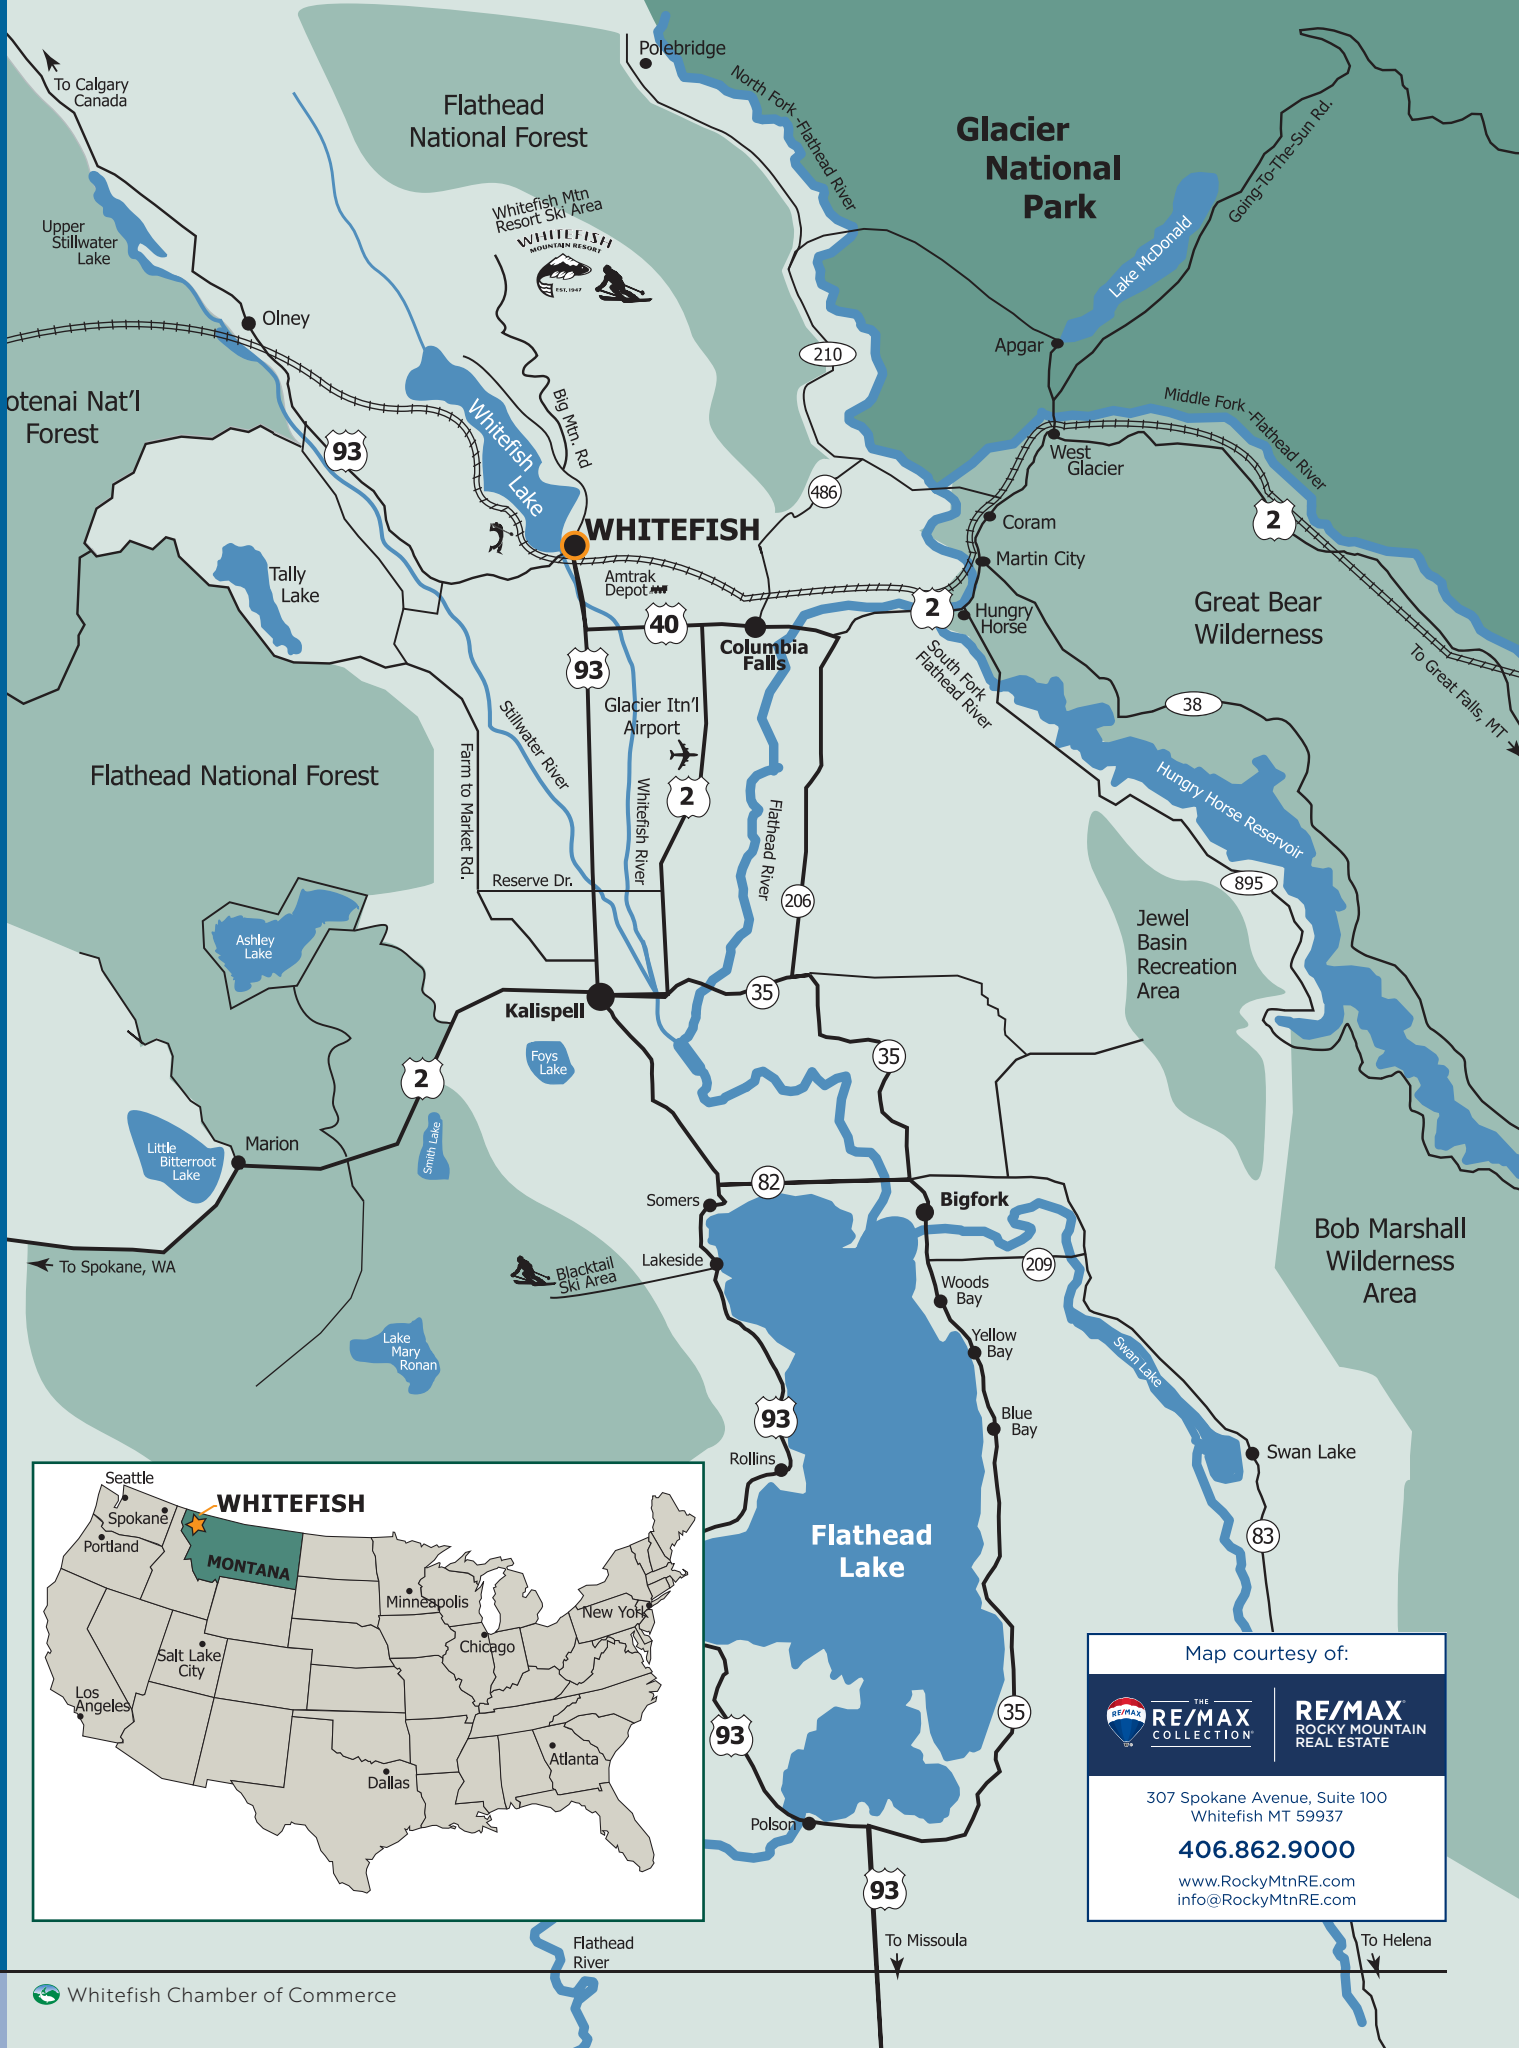 To Calgary
Canada
Flathead
National Forest
Polebridge
North Fork -Flathead River
Glacier
National
Park
Going-To-The-Sun Rd.
Lake McDonald
Whitefish Mtn
Resort Ski Area
WHITEFISH
MOUNTAIN RESORT
EST. 1947
Upper
Stillwater
Lake
Olney
210
Apgar
otenai Nat'l
Forest
93
Whitefish
Lake
Big Mtn. Rd
Middle Fork -Flathead River
West
Glacier
486
2
Coram
Martin City
WHITEFISH
Amtrak
Depot
Tally
Lake
40
Columbia
Falls
2
Hungry
Horse
Great Bear
Wilderness
To Great Falls, MT
South Fork
Flathead River
93
Glacier Itn'l
Airport
38
Stillwater River
Farm to Market Rd.
Flathead National Forest
2
Whitefish River
Flathead River
Hungry Horse Reservoir
Reserve Dr.
206
895
Jewel
Basin
Recreation
Area
Ashley
Lake
Kalispell
35
35
Foys
Lake
2
Smith Lake
Little
Bitterroot
Lake
Marion
82
Somers
Bigfork
Bob Marshall
Wilderness
Area
To Spokane, WA
Blacktail
Ski Area
Lakeside
209
Woods
Bay
Yellow
Bay
Lake
Mary
Ronan
Swan Lake
93
Blue
Bay
Rollins
Swan Lake
Flathead
Lake
83
35
93
Polson
93
To Missoula
To Helena
Flathead
River
Seattle
WHITEFISH
Spokane
Portland
MONTANA
Minneapolis
New York
Chicago
Salt Lake
City
Los
Angeles
Atlanta
Dallas
Map courtesy of:
RE/MAX
THE
RE/MAX
COLLECTION
RE/MAX
ROCKY MOUNTAIN
REAL ESTATE
307 Spokane Avenue, Suite 100
Whitefish MT 59937
406.862.9000
www.RockyMtnRE.com
info@RockyMtnRE.com
Whitefish Chamber of Commerce